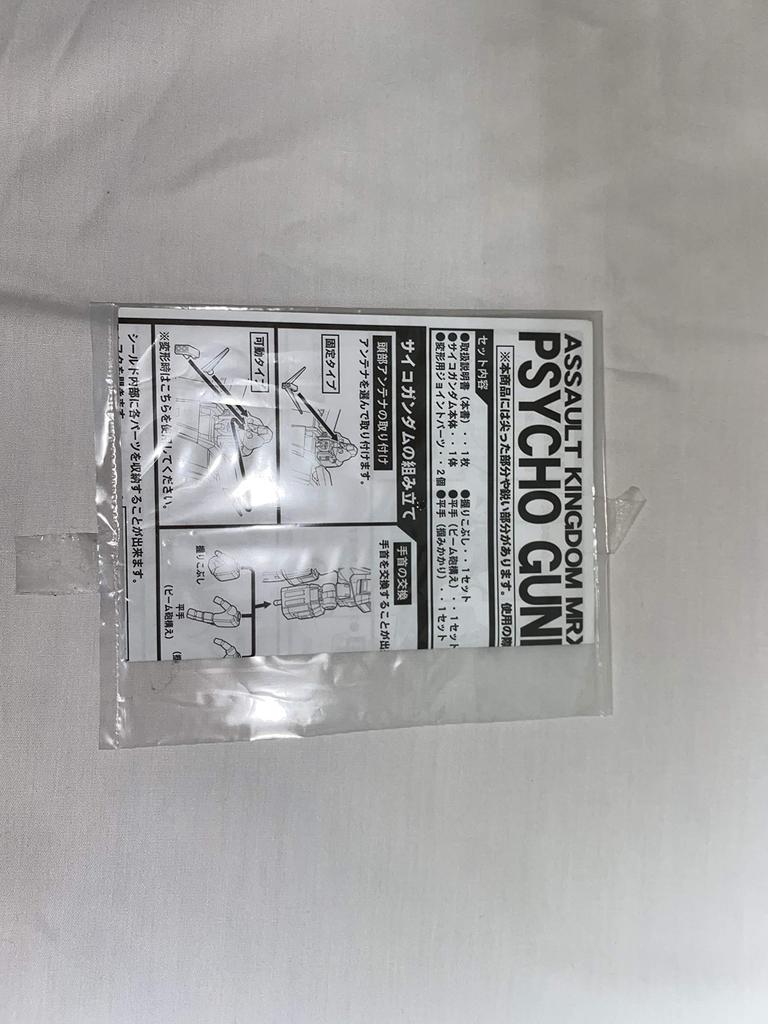 ASSAULT KINGDOM MRX
PSYCHO GUN
※本商品には尖った部分や鋭い部分があります。使用の際
セット内容
●取扱説明書（本書）・・1枚 ●握りこぶし・・1セット
●サイコガンダム本体・・1体 ●平手（ビーム砲構え）・・1セット
●変形用ジョイントパーツ・・2個 ●平手（掴みかかり）・・1セット
サイコガンダムの組み立て
頭部アンテナの取り付け
アンテナを選んで取り付けます。
固定タイプ
可動タイプ
※変形時はこちらを使用してください。
手首の交換
手首を交換することが出
握りこぶし
平手
（ビーム砲構え）
シールド内部に各パーツを収納することが出来ます。